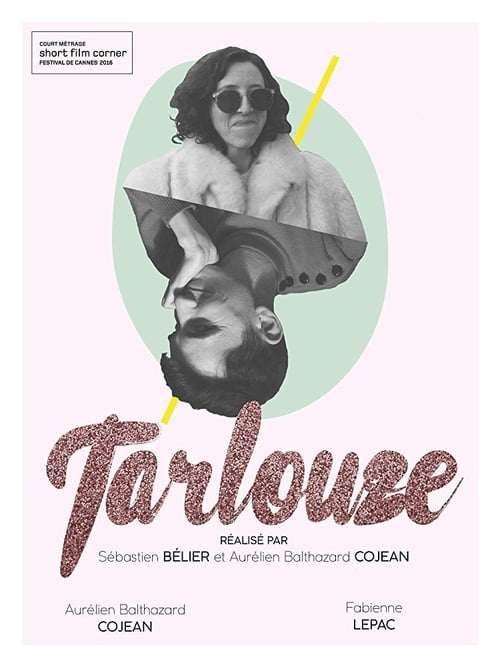 COURT MÉTRAGE
short film corner
FESTIVAL DE CANNES 2016
Tarlouze
RÉALISÉ PAR
Sébastien BÉLIER et Aurélien Balthazard COJEAN
Aurélien Balthazard
COJEAN
Fabienne
LEPAC